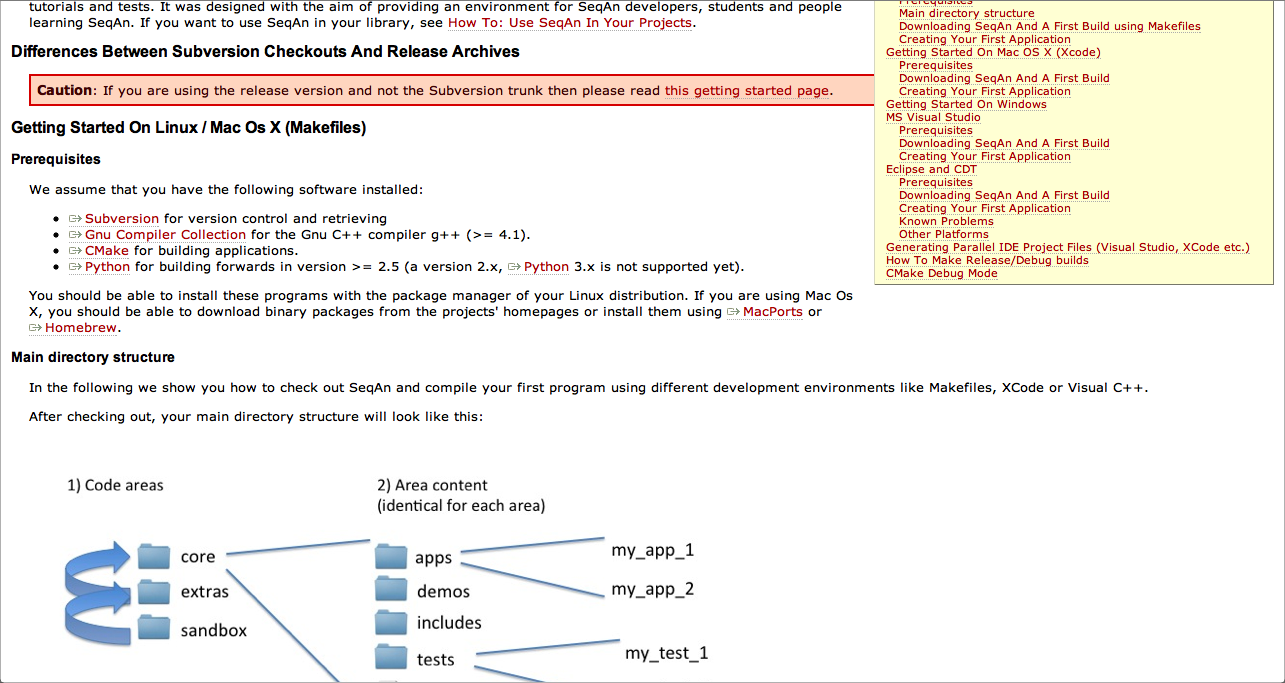 tutorials and tests. It was designed with the aim of providing an environment for SeqAn developers, students and people
learning SeqAn. If you want to use SeqAn in your library, see How To: Use SeqAn In Your Projects.
Differences Between Subversion Checkouts And Release Archives
Caution: If you are using the release version and not the Subversion trunk then please read this getting started page.
Getting Started On Linux / Mac Os X (Makefiles)
Prerequisites
We assume that you have the following software installed:
Subversion for version control and retrieving
Gnu Compiler Collection for the Gnu C++ compiler g++ (>= 4.1).
CMake for building applications.
Python for building forwards in version >= 2.5 (a version 2.x, Python 3.x is not supported yet).
You should be able to install these programs with the package manager of your Linux distribution. If you are using Mac Os
X, you should be able to download binary packages from the projects' homepages or install them using MacPorts or
Homebrew.
Prerequisites
Main directory structure
Downloading SeqAn And A First Build using Makefiles
Creating Your First Application
Getting Started On Mac OS X (Xcode)
Prerequisites
Downloading SeqAn And A First Build
Creating Your First Application
Getting Started On Windows
MS Visual Studio
Prerequisites
Downloading SeqAn And A First Build
Creating Your First Application
Eclipse and CDT
Prerequisites
Downloading SeqAn And A First Build
Creating Your First Application
Known Problems
Other Platforms
Generating Parallel IDE Project Files (Visual Studio, XCode etc.)
How To Make Release/Debug builds
CMake Debug Mode
Main directory structure
In the following we show you how to check out SeqAn and compile your first program using different development environments like Makefiles, XCode or Visual C++.
After checking out, your main directory structure will look like this:
1) Code areas
core
extras
sandbox
2) Area content
(identical for each area)
apps
demos
includes
tests
my_app_1
my_app_2
my_test_1